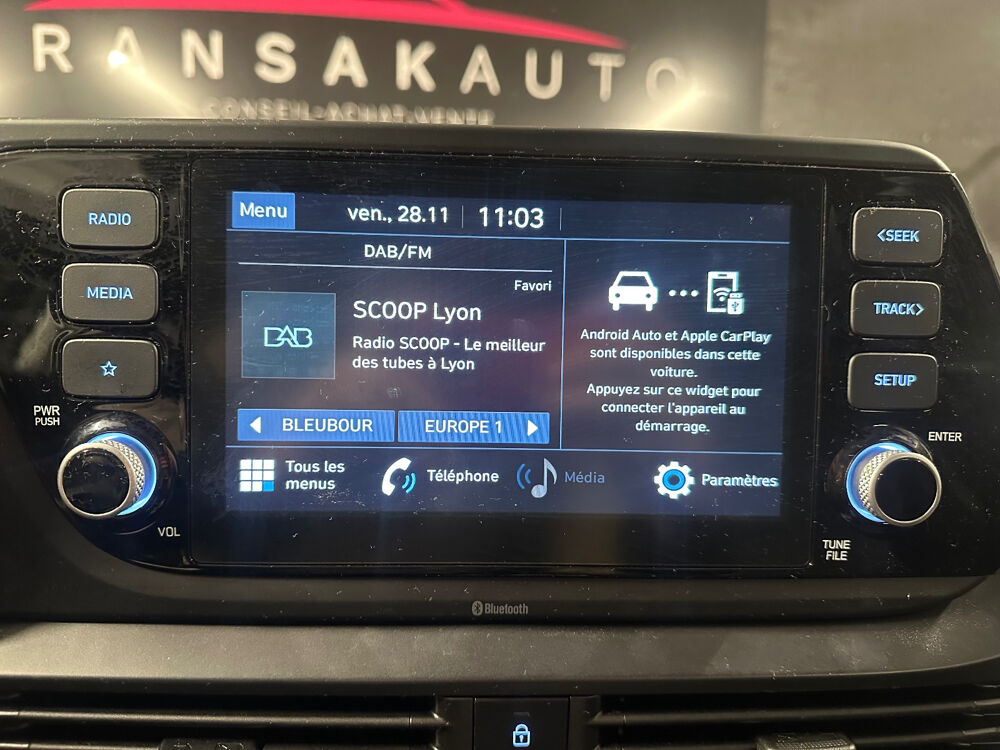 RANSAKAUTO
CONSEIL-ACHAT-VENTE
RADIO
MEDIA
PWR
PUSH
VOL
Menu
ven., 28.11
11:03
DAB/FM
Favori
DAB
SCOOP Lyon
Radio SCOOP - Le meilleur
des tubes à Lyon
BLEUBOUR
EUROPE 1
Android Auto et Apple CarPlay
sont disponibles dans cette
voiture.
Appuyez sur ce widget pour
connecter l'appareil au
démarrage.
Tous les
menus
Téléphone
Média
Paramètres
<SEEK
TRACK>
SETUP
ENTER
TUNE
FILE
Bluetooth